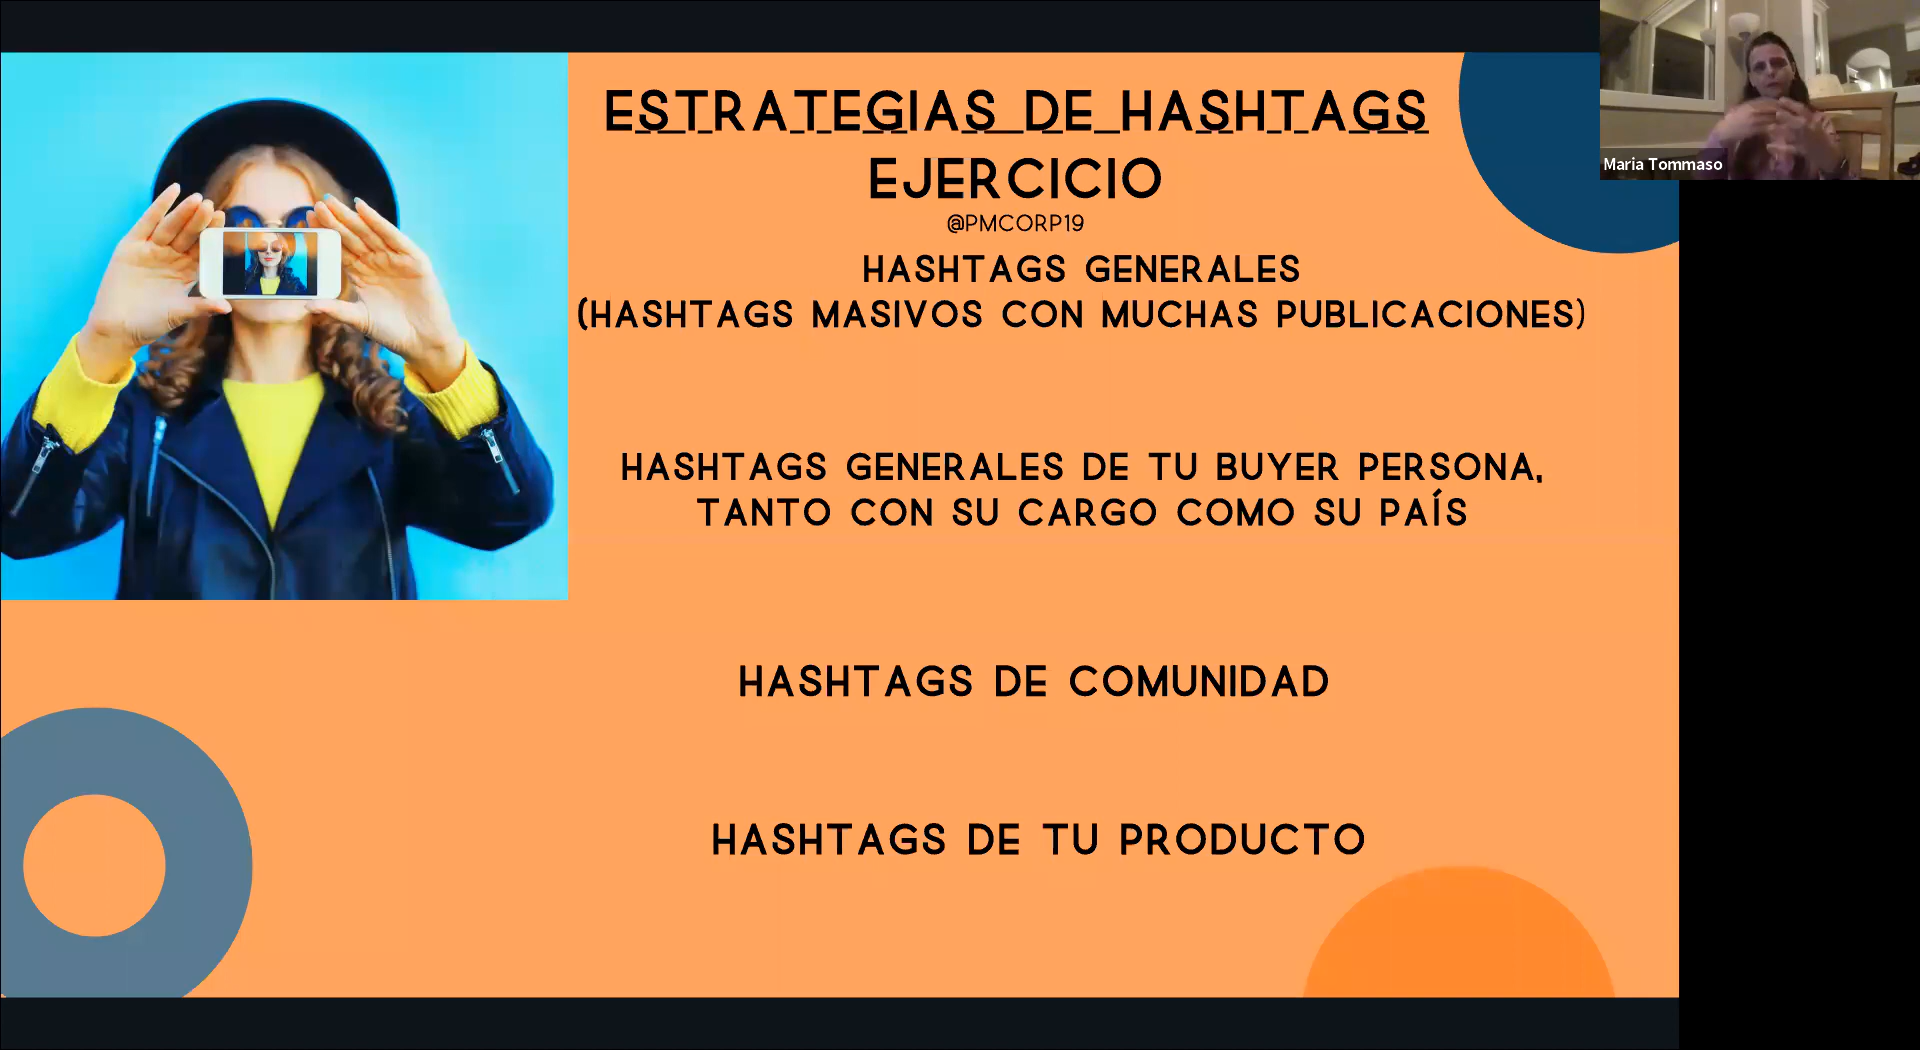 ESTRATEGIAS DE HASHTAGS
EJERCICIO
@PMCORP19
HASHTAGS GENERALES
(HASHTAGS MASIVOS CON MUCHAS PUBLICACIONES)
HASHTAGS GENERALES DE TU BUYER PERSONA,
TANTO CON SU CARGO COMO SU PAÍS
HASHTAGS DE COMUNIDAD
HASHTAGS DE TU PRODUCTO
Maria Tommaso